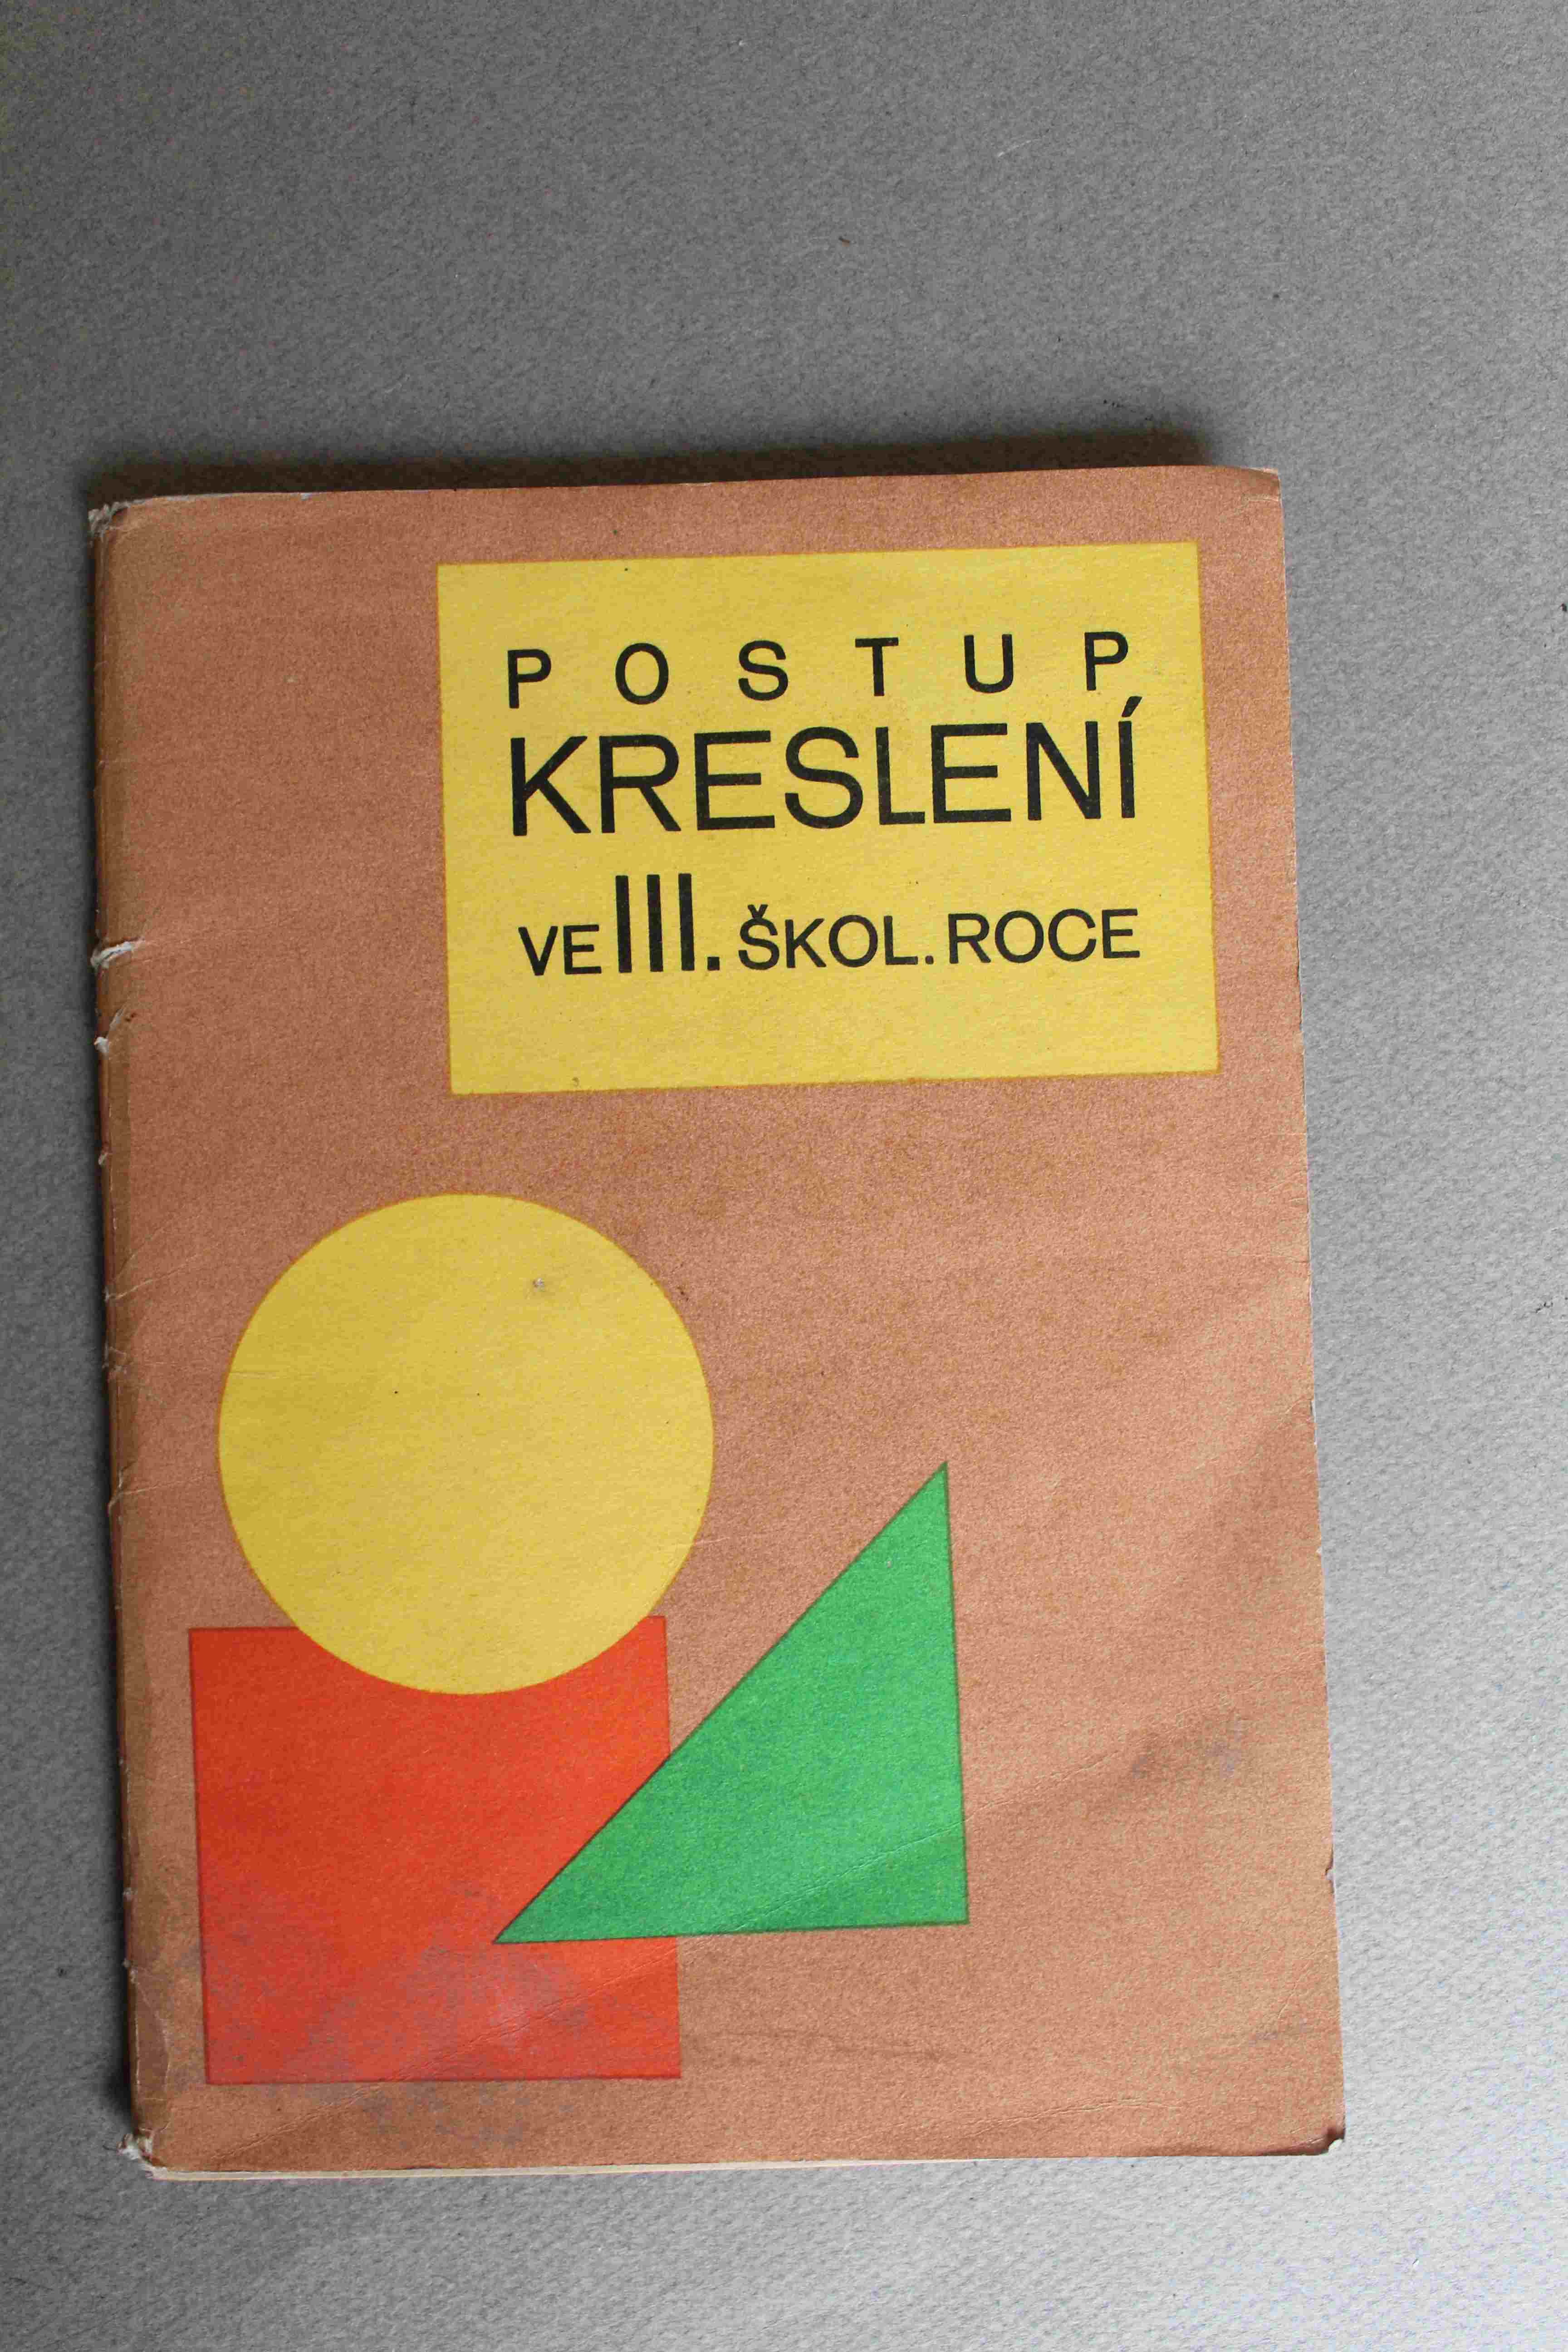 POSTUP
KRESLENÍ
VE III. ŠKOL. ROCE